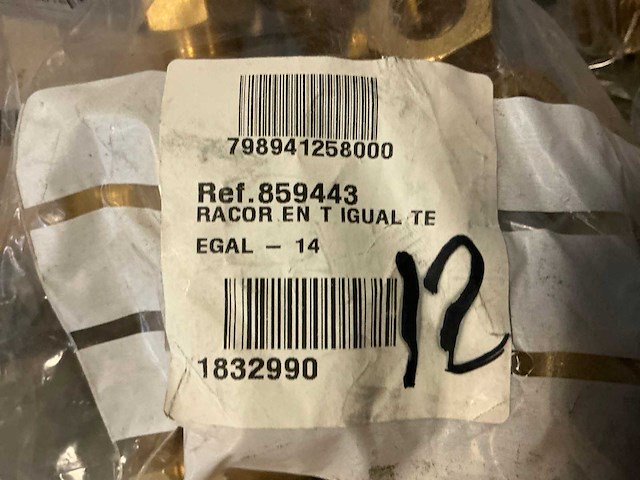 798941258000
Ref.859443
RACOR EN T IGUAL TE
EGAL - 14
12
1832990